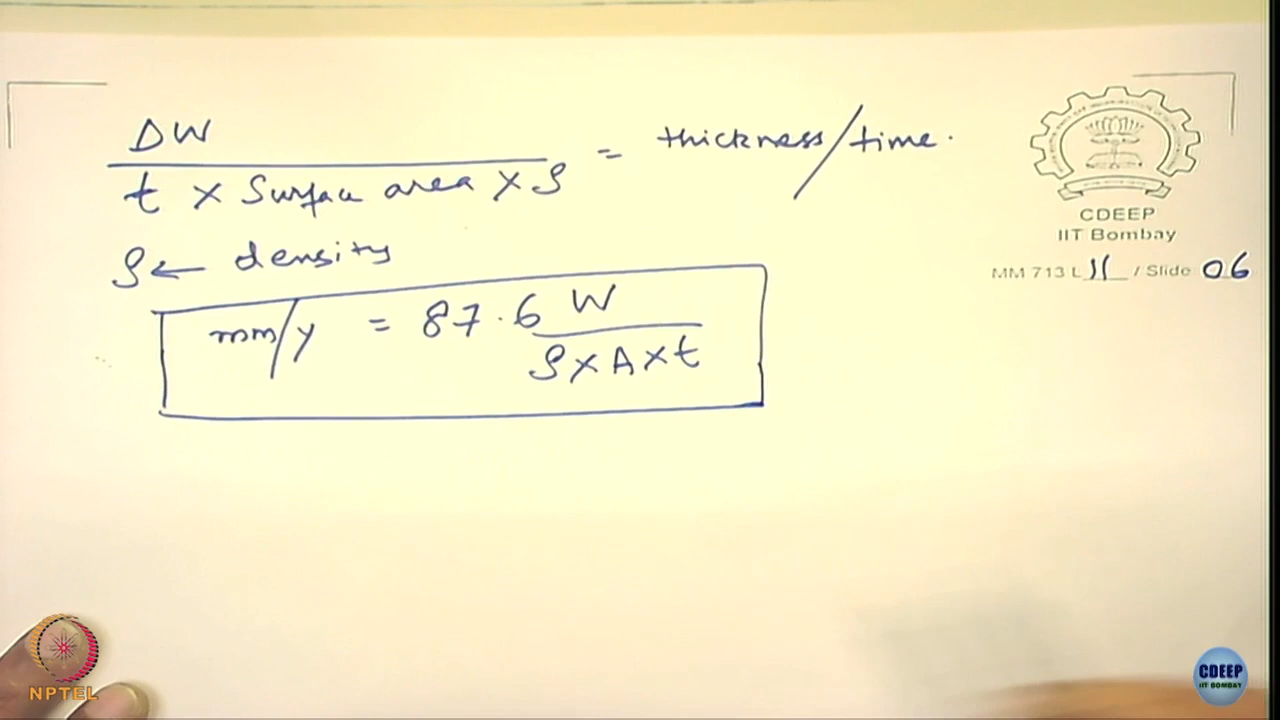 ΔW
t × Surface area × ρ = thickness/time.
ρ ← density
mm/y = 87.6 W
ρ × A × t
CDEEP
IIT Bombay
MM 713 L 11 / Slide 06
NPTEL
CDEEP
IIT BOMBAY